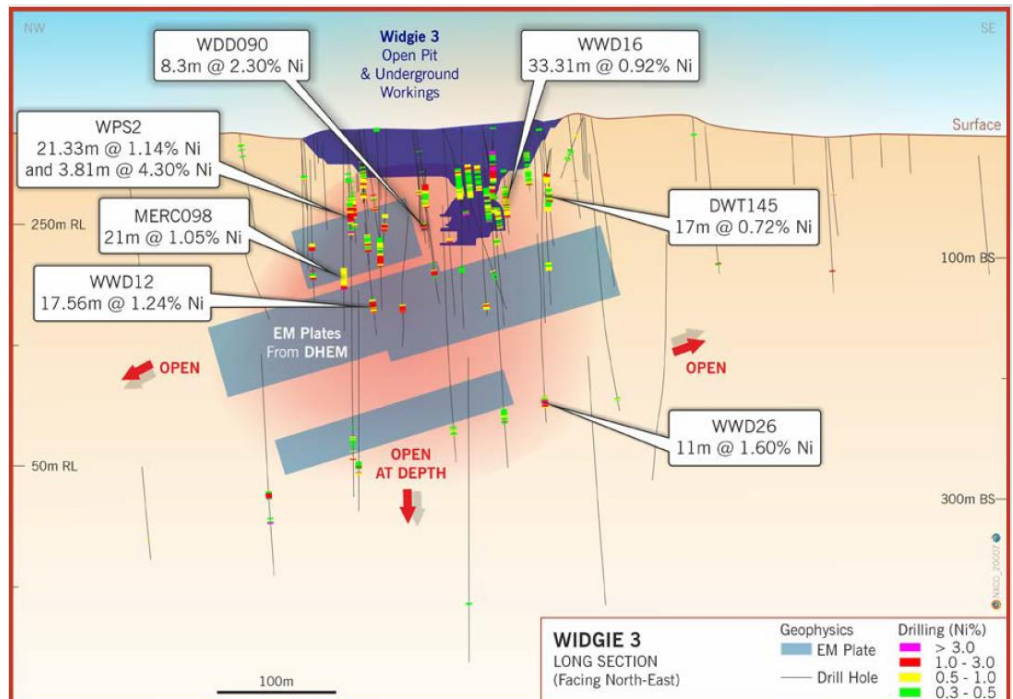 NW
SE
WDD090
8.3m @ 2.30% Ni
Widgie 3
Open Pit
& Underground
Workings
WWD16
33.31m @ 0.92% Ni
WPS2
21.33m @ 1.14% Ni
and 3.81m @ 4.30% Ni
Surface
MERC098
21m @ 1.05% Ni
DWT145
17m @ 0.72% Ni
250m RL
100m BS
WWD12
17.56m @ 1.24% Ni
EM Plates
From DHEM
OPEN
OPEN
WWD26
11m @ 1.60% Ni
50m RL
OPEN
AT DEPTH
300m BS
100m
WIDGIE 3
LONG SECTION
(Facing North-East)
Geophysics
EM Plate
Drill Hole
Drilling (Ni%)
> 3.0
1.0 - 3.0
0.5 - 1.0
0.3 - 0.5